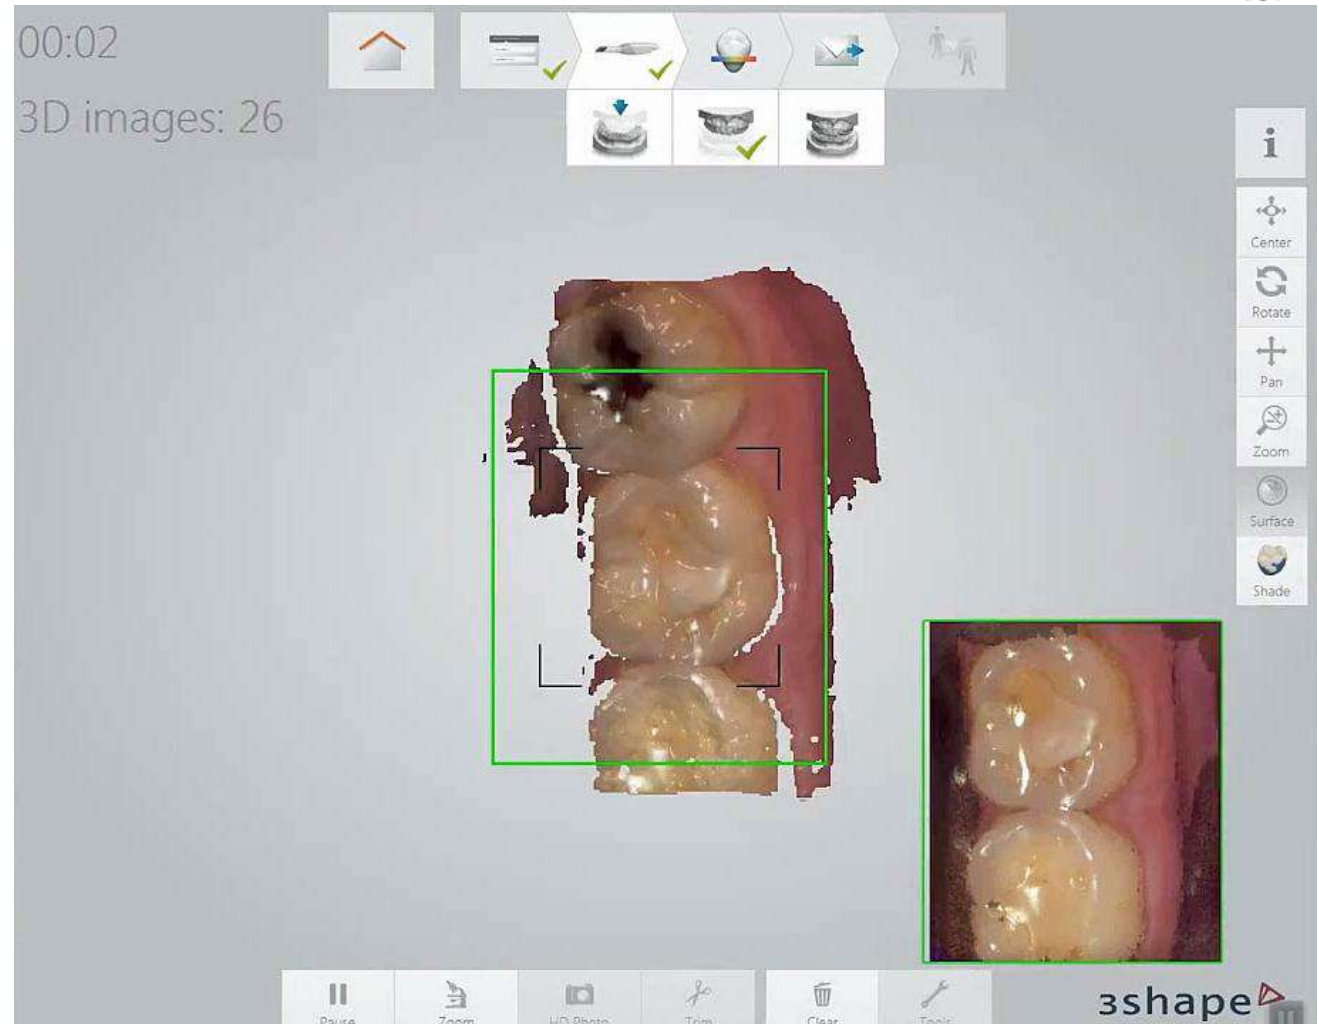 00:02
3D images: 26
i
Center
Rotate
Pan
Zoom
Surface
Shade
Pause
Zoom
HD Photo
Trim
Clear
Tools
3shape